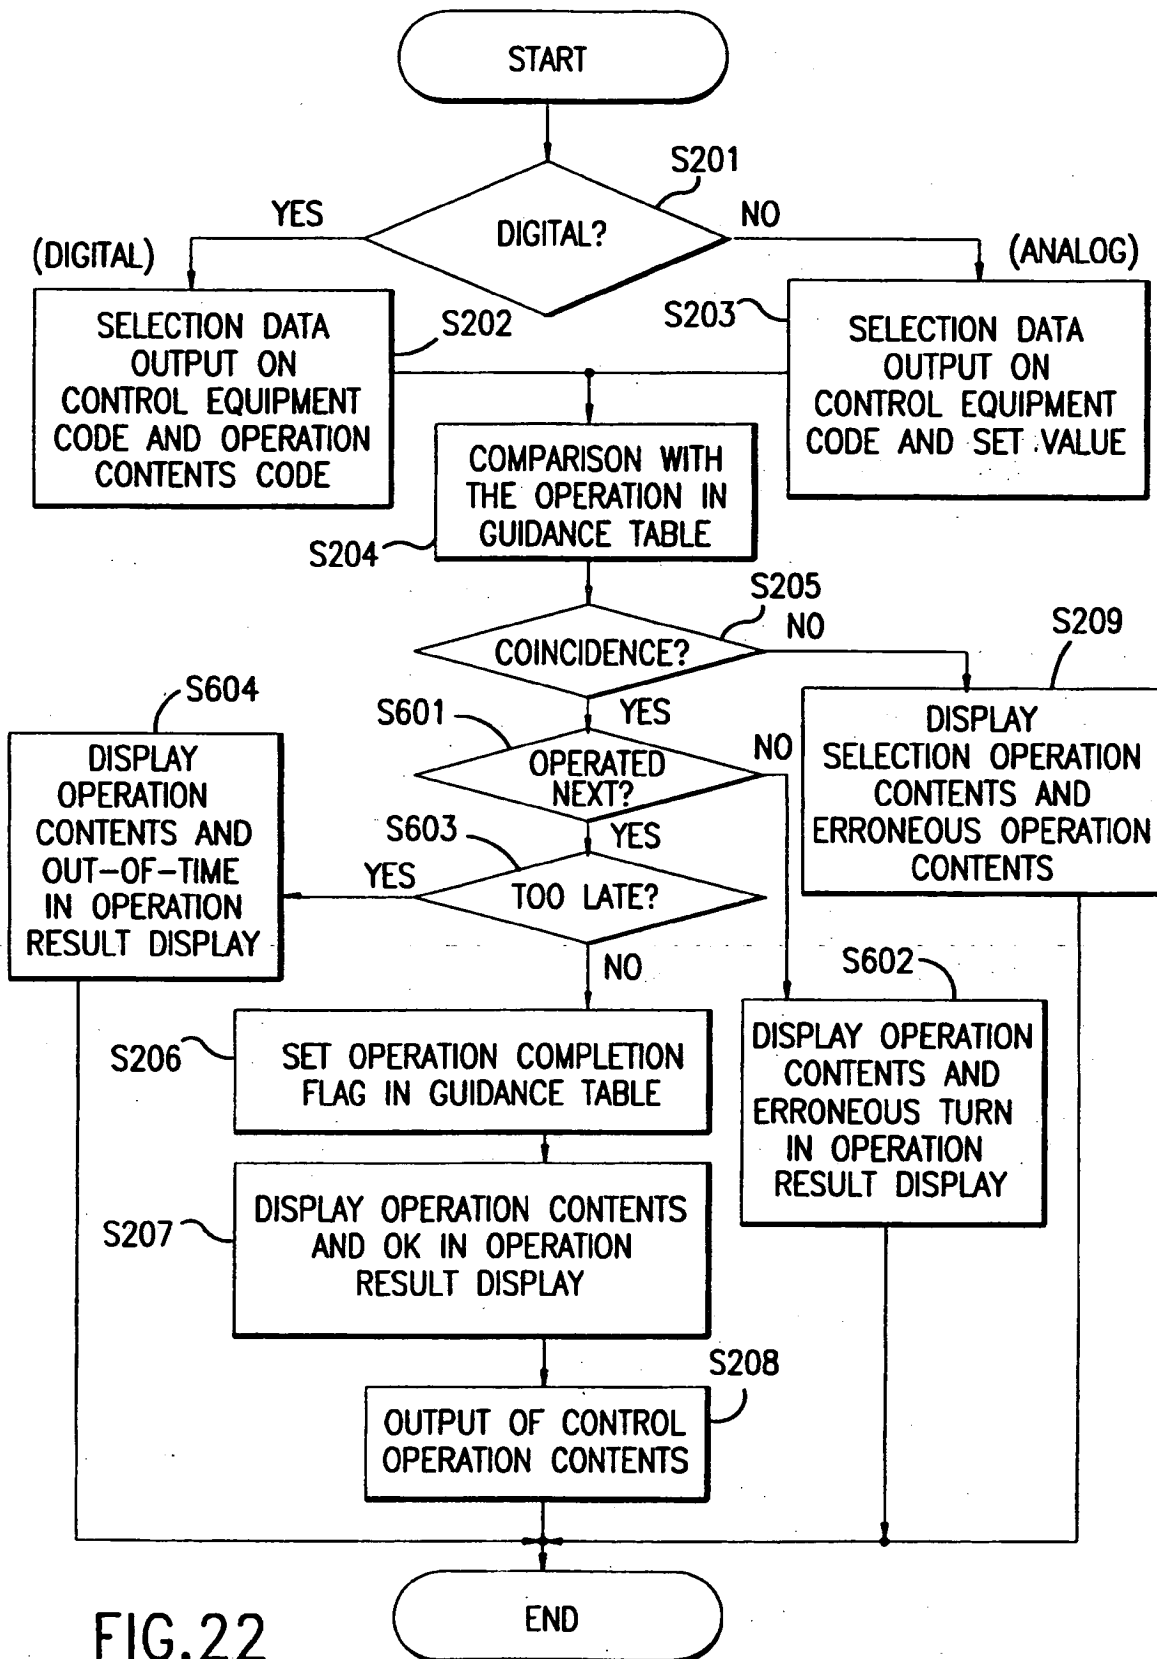 START
S201
YES
DIGITAL?
NO
(DIGITAL)
(ANALOG)
SELECTION DATA
OUTPUT ON
CONTROL EQUIPMENT
CODE AND OPERATION
CONTENTS CODE
S202
S203
SELECTION DATA
OUTPUT ON
CONTROL EQUIPMENT
CODE AND SET VALUE
COMPARISON WITH
THE OPERATION IN
GUIDANCE TABLE
S204
S205
COINCIDENCE?
NO
S209
YES
DISPLAY
SELECTION OPERATION
CONTENTS AND
ERRONEOUS OPERATION
CONTENTS
S604
S601
OPERATED
NEXT?
NO
YES
DISPLAY
OPERATION
CONTENTS AND
OUT-OF-TIME
IN OPERATION
RESULT DISPLAY
S603
YES
TOO LATE?
NO
S602
DISPLAY OPERATION
CONTENTS AND
ERRONEOUS TURN
IN OPERATION
RESULT DISPLAY
S206
SET OPERATION COMPLETION
FLAG IN GUIDANCE TABLE
S207
DISPLAY OPERATION CONTENTS
AND OK IN OPERATION
RESULT DISPLAY
S208
OUTPUT OF CONTROL
OPERATION CONTENTS
END
FIG.22